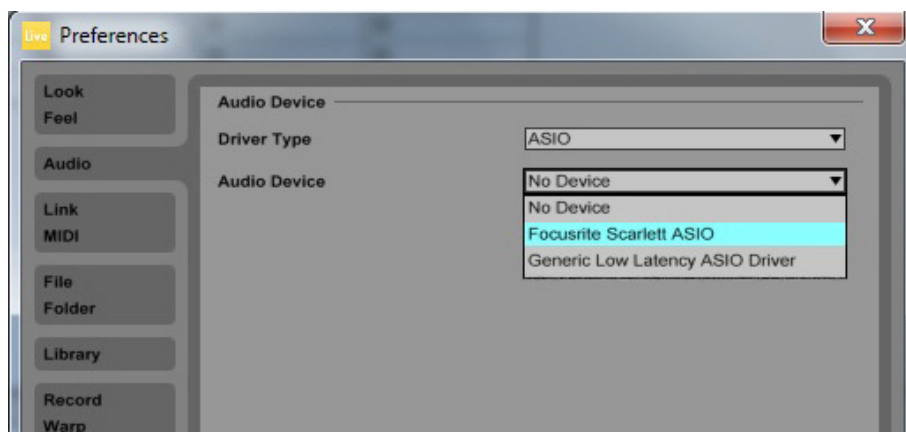 Live Preferences
Look
Feel
Audio
Link
MIDI
File
Folder
Library
Record
Warp
Audio Device
Driver Type ASIO
Audio Device No Device
No Device
Focusrite Scarlett ASIO
Generic Low Latency ASIO Driver